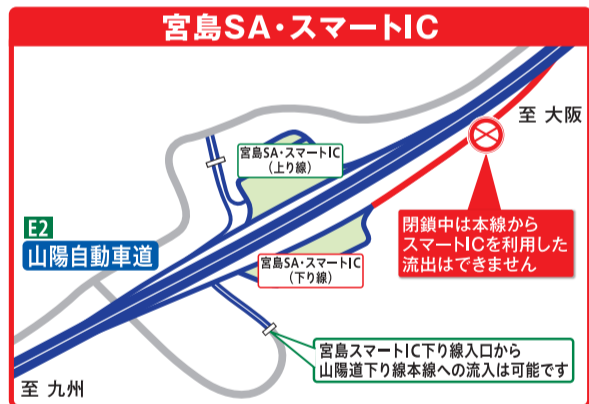 宮島SA・スマートIC
至 大阪
宮島SA・スマートIC
（上り線）
E2
山陽自動車道
閉鎖中は本線から
スマートICを利用した
流出はできません
宮島SA・スマートIC
（下り線）
宮島スマートIC下り線入口から
山陽道下り線本線への流入は可能です
至 九州